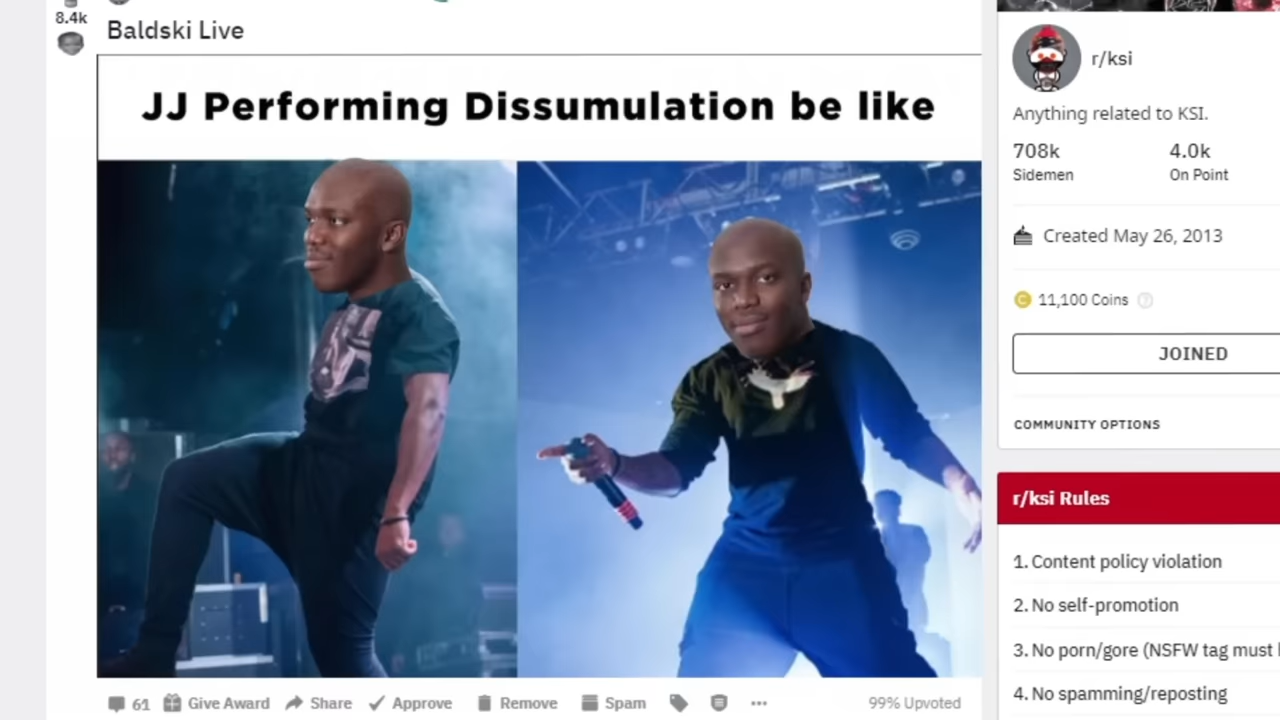 8.4k
Baldski Live
JJ Performing Dissumulation be like
61 Give Award Share Approve Remove Spam ••• 99% Upvoted
r/ksi
Anything related to KSI.
708k 4.0k
Sidemen On Point
Created May 26, 2013
C 11,100 Coins ?
JOINED
COMMUNITY OPTIONS
r/ksi Rules
1. Content policy violation
2. No self-promotion
3. No porn/gore (NSFW tag must
4. No spamming/reposting